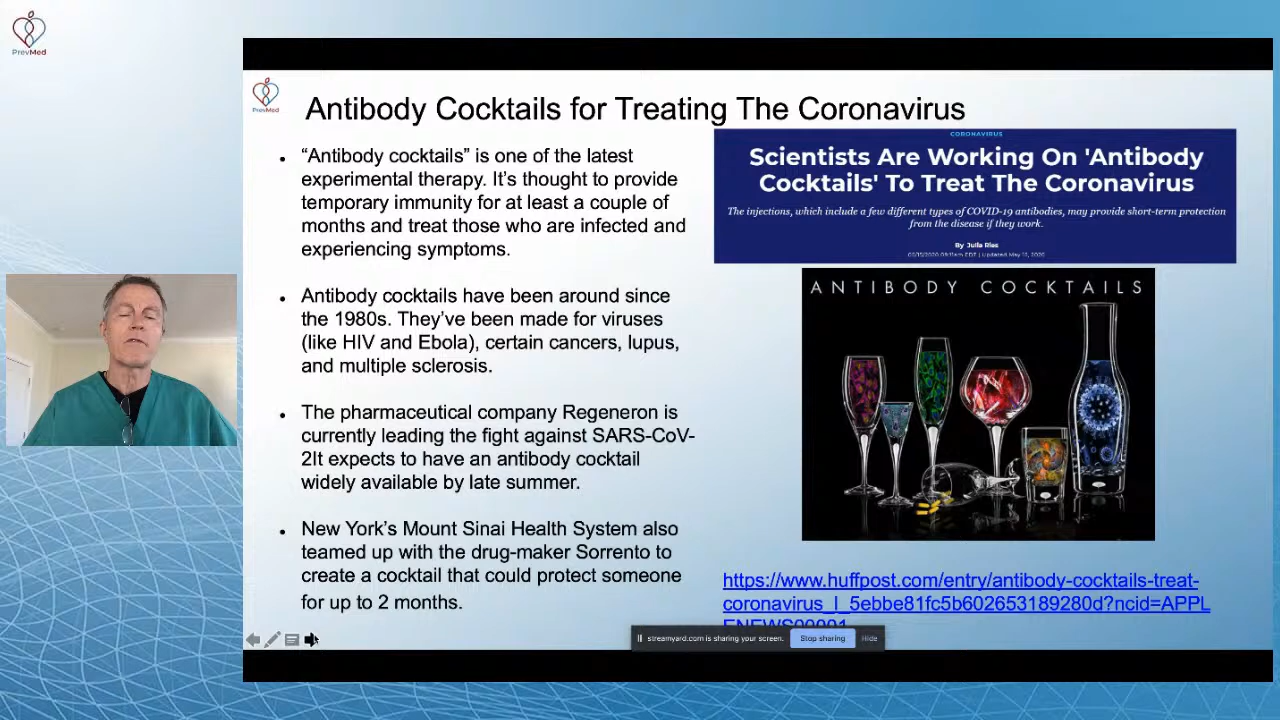 PrevMed
PrevMed
Antibody Cocktails for Treating The Coronavirus
• “Antibody cocktails” is one of the latest
experimental therapy. It’s thought to provide
temporary immunity for at least a couple of
months and treat those who are infected and
experiencing symptoms.
• Antibody cocktails have been around since
the 1980s. They’ve been made for viruses
(like HIV and Ebola), certain cancers, lupus,
and multiple sclerosis.
• The pharmaceutical company Regeneron is
currently leading the fight against SARS-CoV-
2It expects to have an antibody cocktail
widely available by late summer.
• New York’s Mount Sinai Health System also
teamed up with the drug-maker Sorrento to
create a cocktail that could protect someone
for up to 2 months.
CORONAVIRUS
Scientists Are Working On 'Antibody
Cocktails' To Treat The Coronavirus
The injections, which include a few different types of COVID-19 antibodies, may provide short-term protection
from the disease if they work.
By Julia Ries
ANTIBODY COCKTAILS
https://www.huffpost.com/entry/antibody-cocktails-treat-
coronavirus_l_5ebbe81fc5b602653189280d?ncid=APPL
ENEWS00001
streamyard.com is sharing your screen. Stop sharing Hide